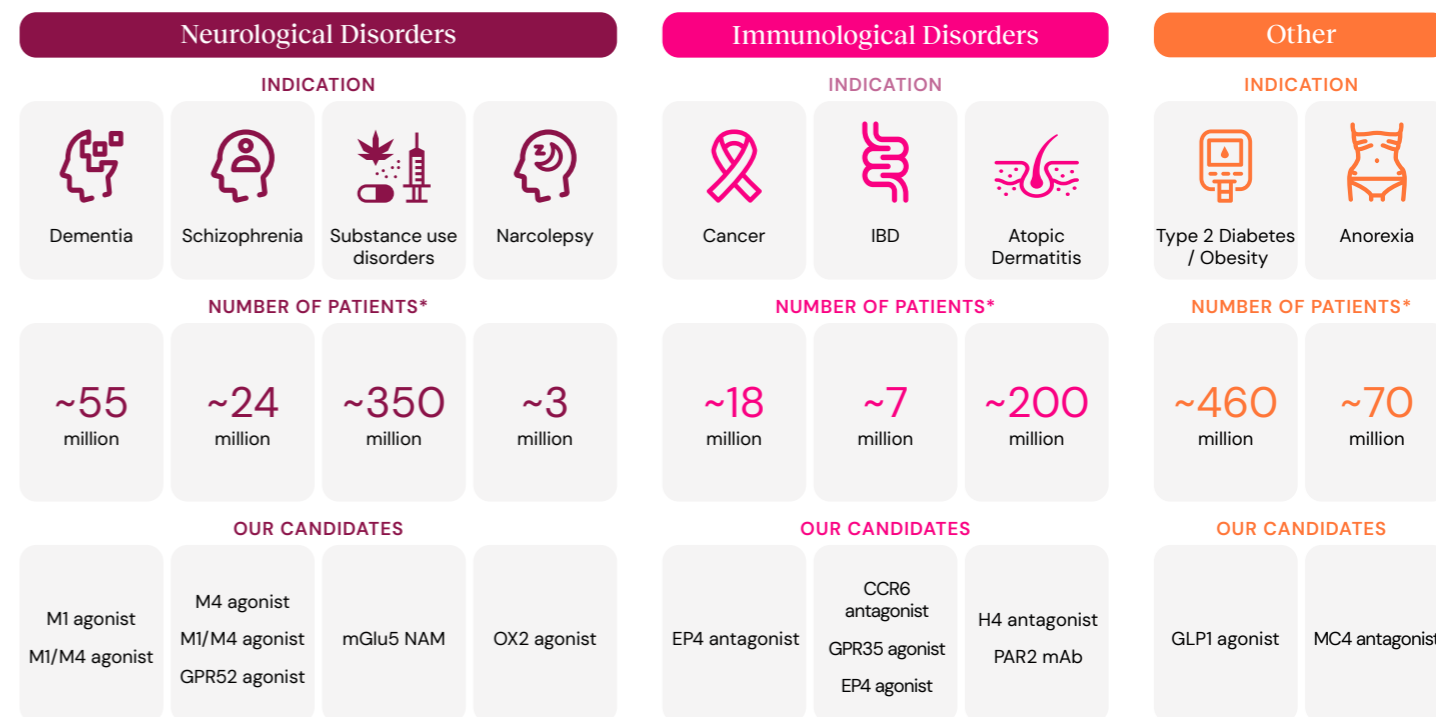 Neurological Disorders
INDICATION
Dementia
Schizophrenia
Substance use
disorders
Narcolepsy
NUMBER OF PATIENTS*
~55
million
~24
million
~350
million
~3
million
OUR CANDIDATES
M1 agonist
M1/M4 agonist
M4 agonist
M1/M4 agonist
GPR52 agonist
mGlu5 NAM
OX2 agonist
Immunological Disorders
INDICATION
Cancer
IBD
Atopic
Dermatitis
NUMBER OF PATIENTS*
~18
million
~7
million
~200
million
OUR CANDIDATES
EP4 antagonist
CCR6
antagonist
GPR35 agonist
EP4 agonist
H4 antagonist
PAR2 mAb
Other
INDICATION
Type 2 Diabetes
/ Obesity
Anorexia
NUMBER OF PATIENTS*
~460
million
~70
million
OUR CANDIDATES
GLP1 agonist
MC4 antagonist